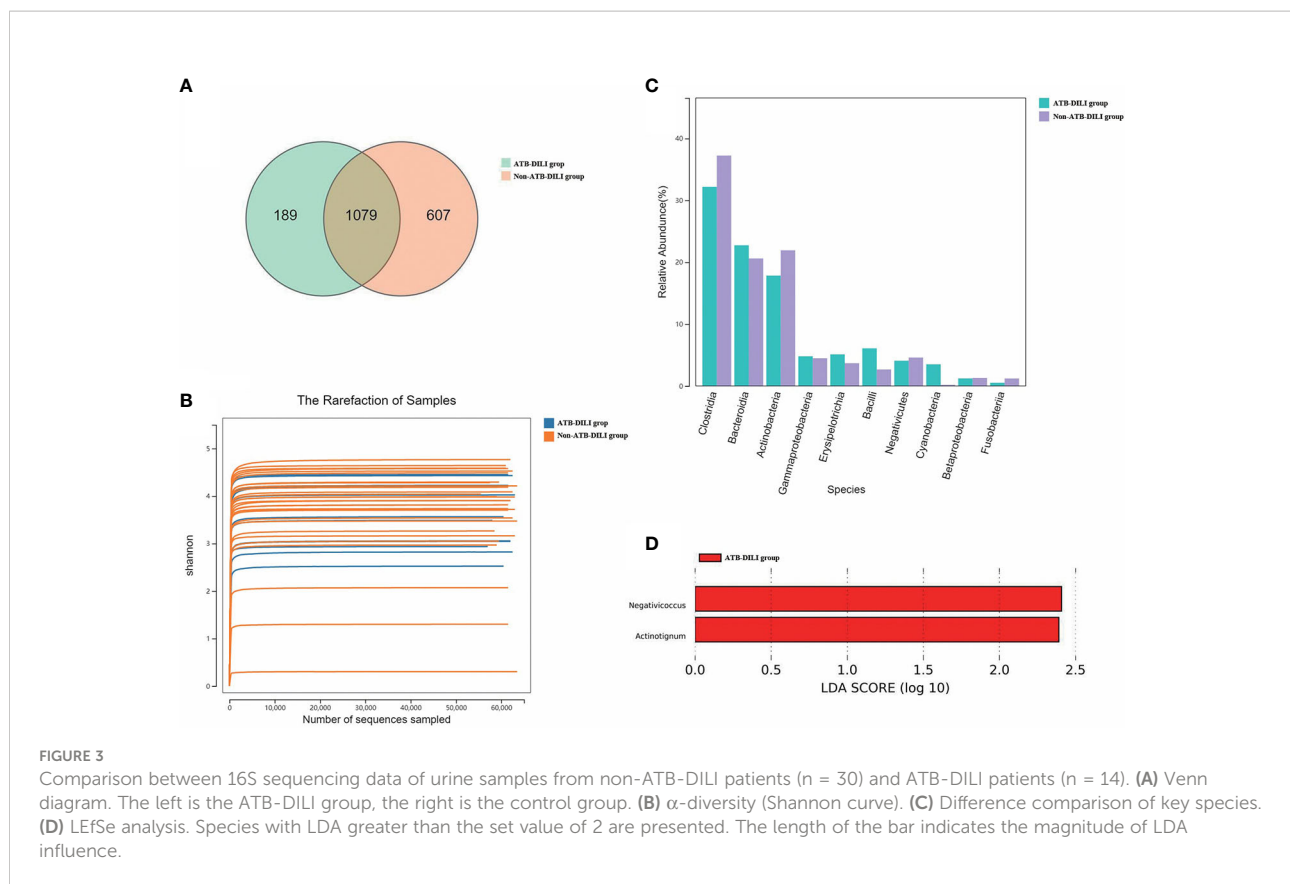 A
ATB-DILI grop
Non-ATB-DILI group
189
1079
607
B
The Rarefaction of Samples
ATB-DILI grop
Non-ATB-DILI group
shannon
5
4
3
2
1
0
0
10,000
20,000
30,000
40,000
50,000
60,000
Number of sequences sampled
C
ATB-DILI group
Non-ATB-DILI group
Relative Abundance(%)
40
30
20
10
0
Clostridia
Bacteroidia
Actinobacteria
Gammaproteobacteria
Erysipelotrichia
Bacilli
Negativicutes
Cyanobacteria
Betaproteobacteria
Fusobacteriia
Species
D
ATB-DILI group
Negativicoccus
Actinotignum
0.0
0.5
1.0
1.5
2.0
2.5
LDA SCORE (log 10)
FIGURE 3
Comparison between 16S sequencing data of urine samples from non-ATB-DILI patients (n = 30) and ATB-DILI patients (n = 14). (A) Venn
diagram. The left is the ATB-DILI group, the right is the control group. (B) α-diversity (Shannon curve). (C) Difference comparison of key species.
(D) LEfSe analysis. Species with LDA greater than the set value of 2 are presented. The length of the bar indicates the magnitude of LDA
influence.